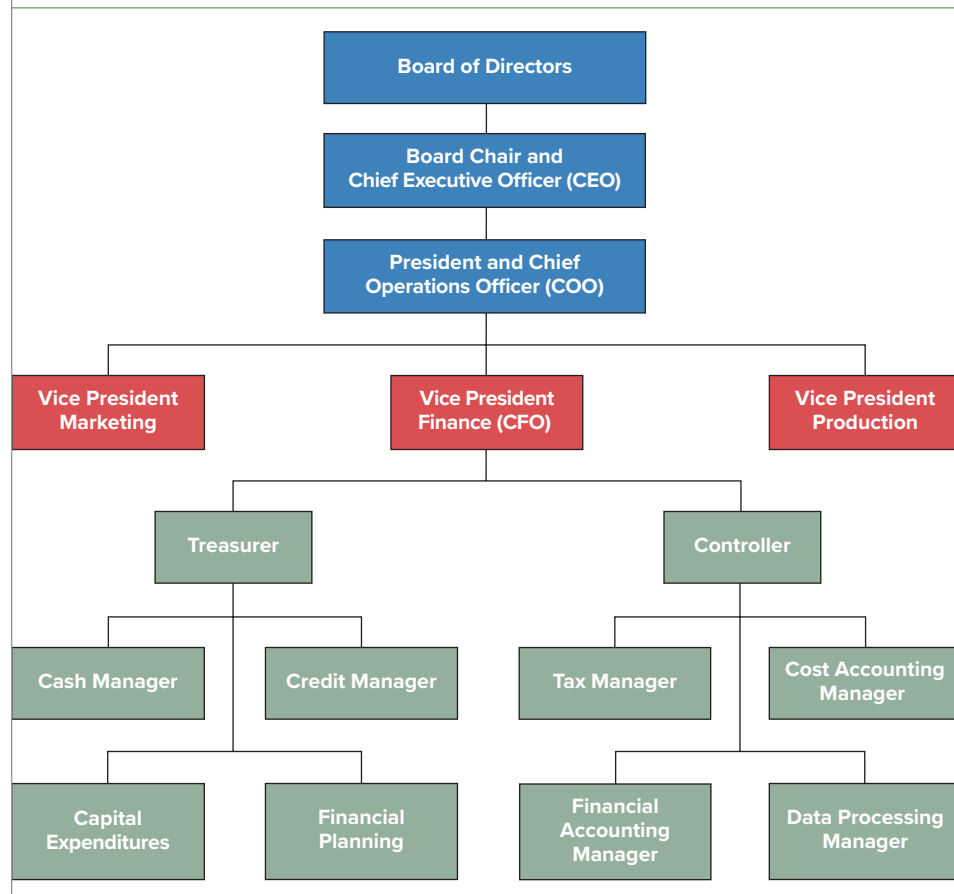 Board of Directors
Board Chair and
Chief Executive Officer (CEO)
President and Chief
Operations Officer (COO)
Vice President
Marketing
Vice President
Finance (CFO)
Vice President
Production
Treasurer
Controller
Cash Manager
Credit Manager
Tax Manager
Cost Accounting
Manager
Capital
Expenditures
Financial
Planning
Financial
Accounting
Manager
Data Processing
Manager